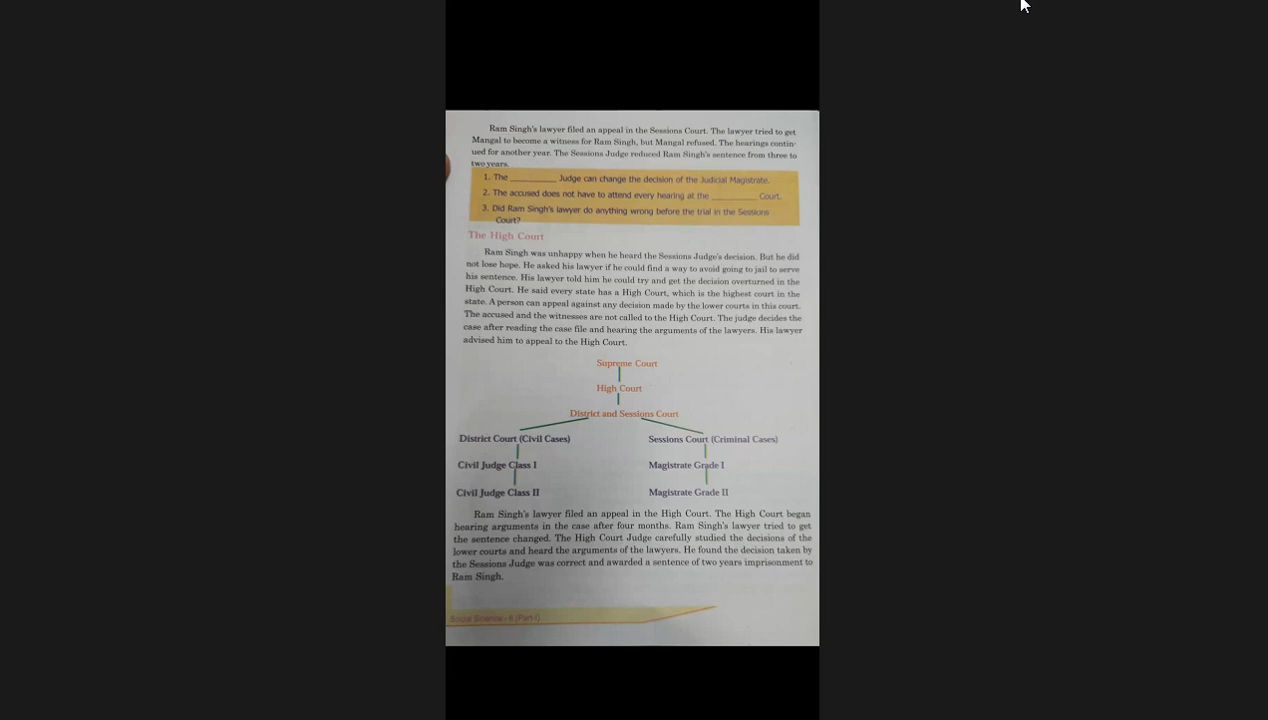 Ram Singh's lawyer filed an appeal in the Sessions Court. The lawyer tried to get
Mangal to become a witness for Ram Singh, but Mangal refused. The hearings contin-
ued for another year. The Sessions Judge reduced Ram Singh's sentence from three to
two years.
1. The _________ Judge can change the decision of the Judicial Magistrate.
2. The accused does not have to attend every hearing at the _________ Court.
3. Did Ram Singh's lawyer do anything wrong before the trial in the Sessions
Court?
The High Court
Ram Singh was unhappy when he heard the Sessions Judge's decision. But he did
not lose hope. He asked his lawyer if he could find a way to avoid going to jail to serve
his sentence. His lawyer told him he could try and get the decision overturned in the
High Court. He said every state has a High Court, which is the highest court in the
state. A person can appeal against any decision made by the lower courts in this court.
The accused and the witnesses are not called to the High Court. The judge decides the
case after reading the case file and hearing the arguments of the lawyers. His lawyer
advised him to appeal to the High Court.
Supreme Court
High Court
District and Sessions Court
District Court (Civil Cases) Sessions Court (Criminal Cases)
Civil Judge Class I Magistrate Grade I
Civil Judge Class II Magistrate Grade II
Ram Singh's lawyer filed an appeal in the High Court. The High Court began
hearing arguments in the case after four months. Ram Singh's lawyer tried to get
the sentence changed. The High Court Judge carefully studied the decisions of the
lower courts and heard the arguments of the lawyers. He found the decision taken by
the Sessions Judge was correct and awarded a sentence of two years imprisonment to
Ram Singh.
Social Science - 8 (Part-I)